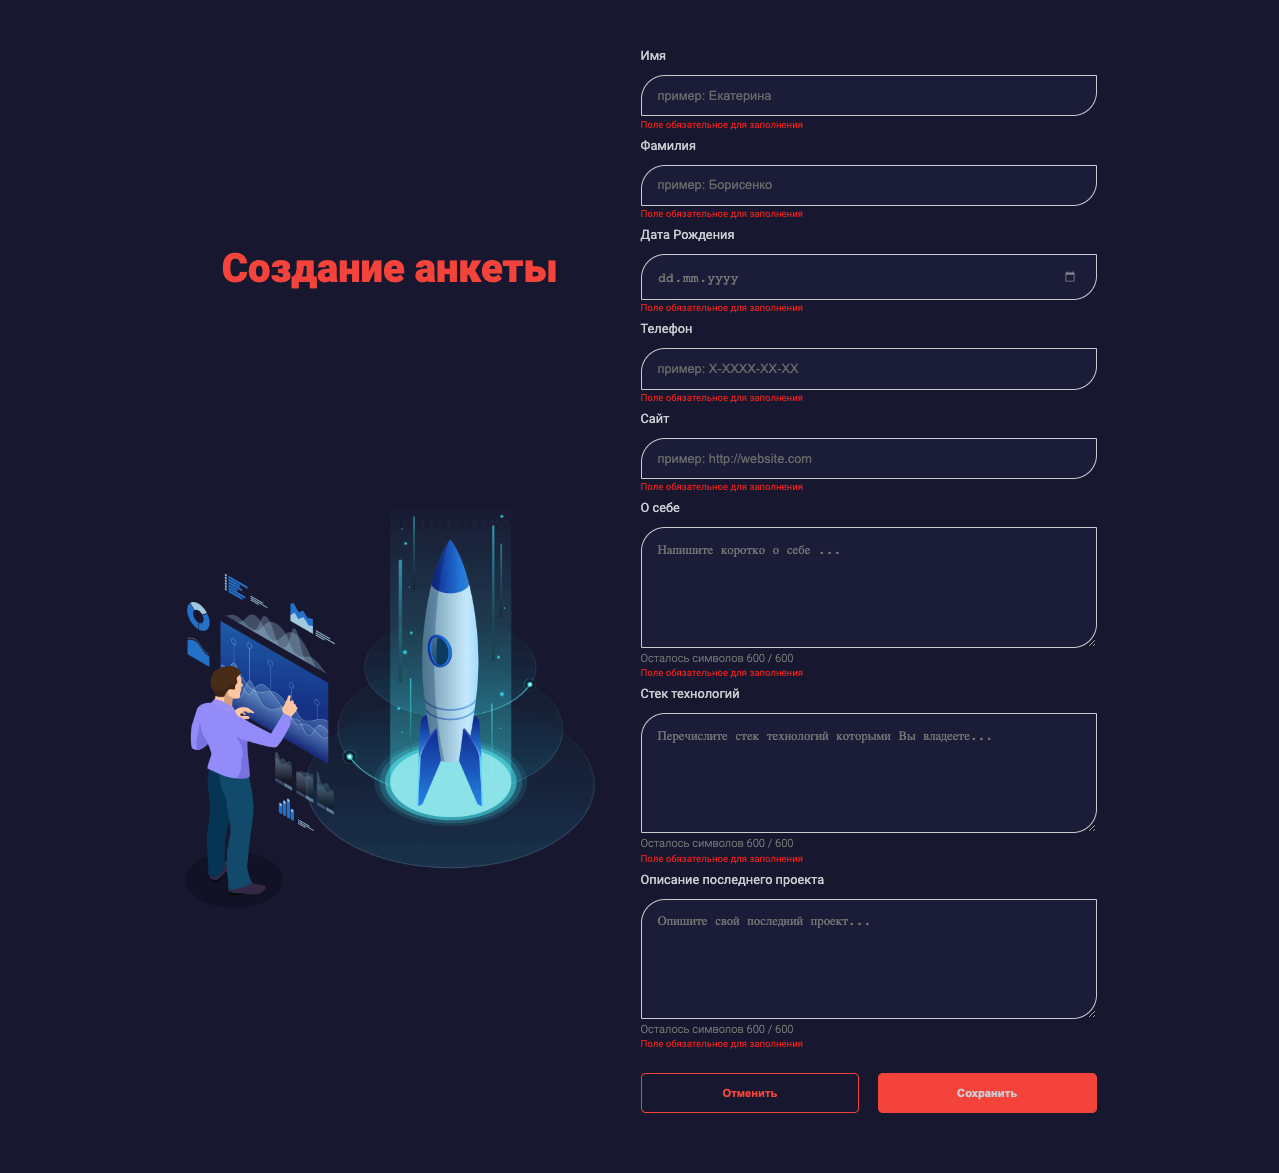 Создание анкеты
Имя
пример: Екатерина
Поле обязательное для заполнения
Фамилия
пример: Борисенко
Поле обязательное для заполнения
Дата Рождения
dd.mm.yyyy
Поле обязательное для заполнения
Телефон
пример: X-XXXX-XX-XX
Поле обязательное для заполнения
Сайт
пример: http://website.com
Поле обязательное для заполнения
О себе
Напишите коротко о себе ...
Осталось символов 600 / 600
Поле обязательное для заполнения
Стек технологий
Перечислите стек технологий которыми Вы владеете...
Осталось символов 600 / 600
Поле обязательное для заполнения
Описание последнего проекта
Опишите свой последний проект...
Осталось символов 600 / 600
Поле обязательное для заполнения
Отменить
Сохранить